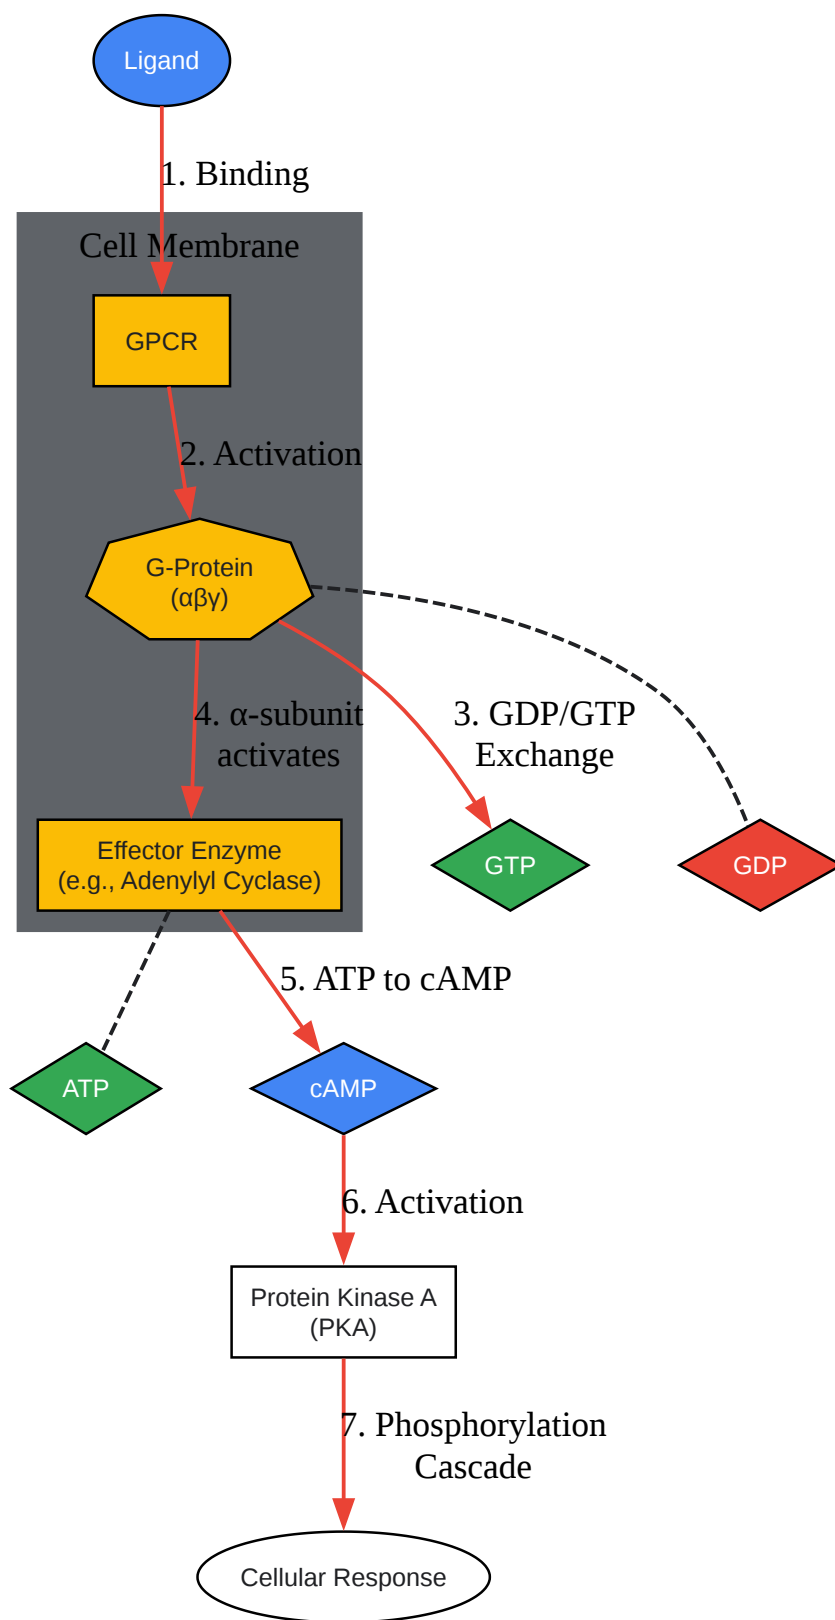 Ligand
1. Binding
Cell Membrane
GPCR
2. Activation
G-Protein
(αβγ)
4. α-subunit
activates
3. GDP/GTP
Exchange
Effector Enzyme
(e.g., Adenylyl Cyclase)
GTP
GDP
5. ATP to cAMP
ATP
cAMP
6. Activation
Protein Kinase A
(PKA)
7. Phosphorylation
Cascade
Cellular Response